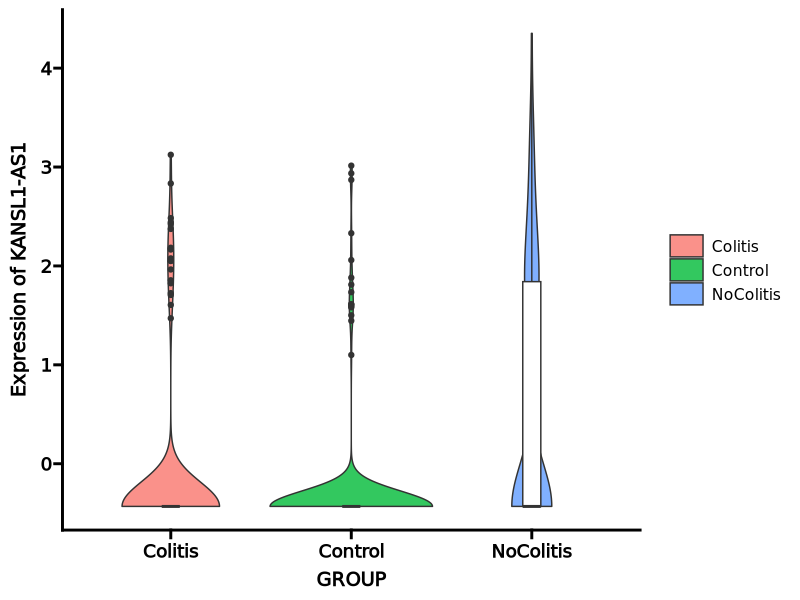 Expression of KANSL1-AS1
4
3
2
1
0
Colitis
Control
NoColitis
GROUP
Colitis
Control
NoColitis